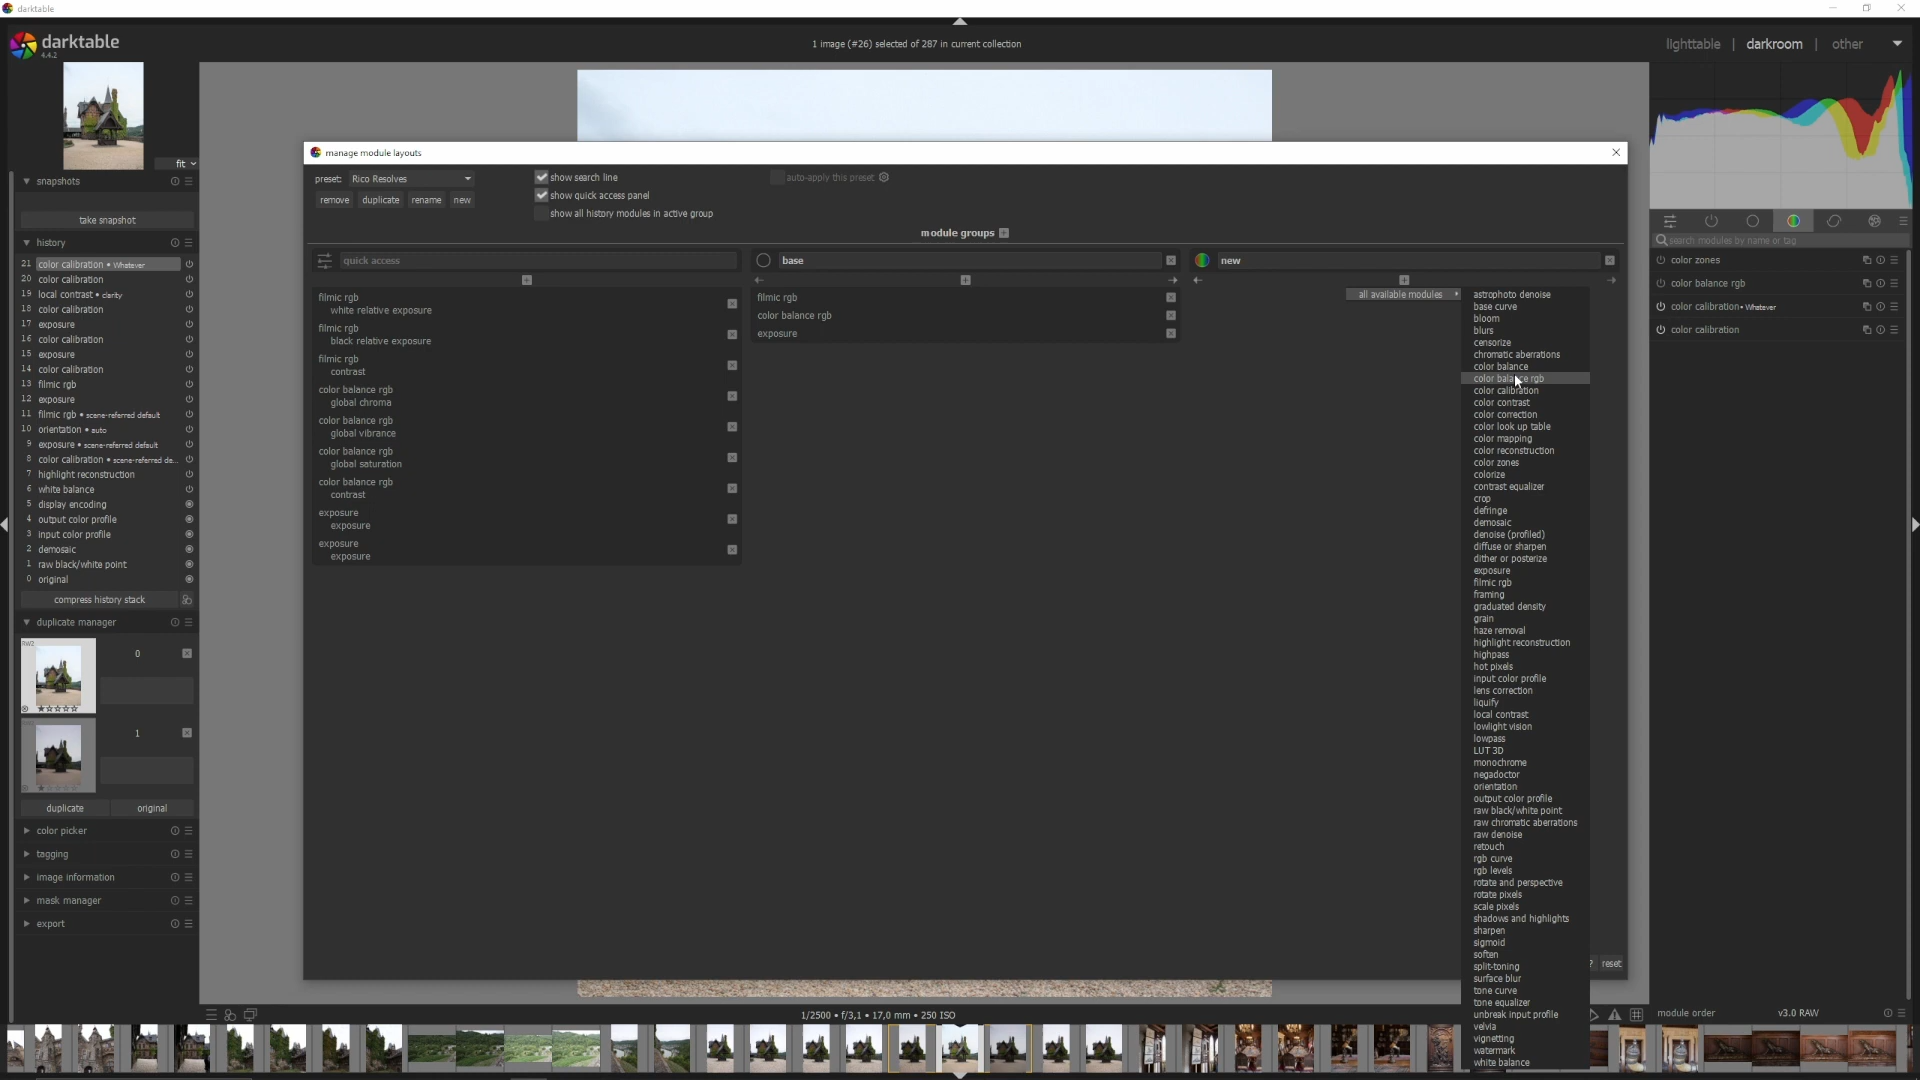 darktable
darktable
4.4.2
1 image (#26) selected of 287 in current collection
lighttable | darkroom | other
fit
snapshots
take snapshot
history
21 color calibration • Whatever
20 color calibration
19 local contrast • clarity
18 color calibration
17 exposure
16 color calibration
15 exposure
14 color calibration
13 filmic rgb
12 exposure
11 filmic rgb • scene-referred default
10 orientation • auto
9 exposure • scene-referred default
8 color calibration • scene-referred de...
7 highlight reconstruction
6 white balance
5 display encoding
4 output color profile
3 input color profile
2 demosaic
1 raw black/white point
0 original
compress history stack
duplicate manager
0
1
duplicate original
color picker
tagging
image information
mask manager
export
manage module layouts
preset: Rico Resolves
remove duplicate rename new
show search line
show quick access panel
show all history modules in active group
auto-apply this preset
module groups
quick access
filmic rgb
white relative exposure
filmic rgb
black relative exposure
filmic rgb
contrast
color balance rgb
global chroma
color balance rgb
global vibrance
color balance rgb
global saturation
color balance rgb
contrast
exposure
exposure
exposure
exposure
base
filmic rgb
color balance rgb
exposure
new
all available modules
astrophoto denoise
base curve
bloom
blurs
censorize
chromatic aberrations
color balance
color balance rgb
color calibration
color contrast
color correction
color look up table
color mapping
color reconstruction
color zones
colorize
contrast equalizer
crop
defringe
demosaic
denoise (profiled)
diffuse or sharpen
dither or posterize
exposure
filmic rgb
framing
graduated density
grain
haze removal
highlight reconstruction
highpass
hot pixels
input color profile
lens correction
liquify
local contrast
lowlight vision
lowpass
LUT 3D
monochrome
negadoctor
orientation
output color profile
raw black/white point
raw chromatic aberrations
raw denoise
retouch
rgb curve
rgb levels
rotate and perspective
rotate pixels
scale pixels
shadows and highlights
sharpen
sigmoid
soften
split-toning
surface blur
tone curve
tone equalizer
unbreak input profile
velvia
vignetting
watermark
white balance
? reset
search modules by name or tag
color zones
color balance rgb
color calibration • Whatever
color calibration
1/2500 • f/3,1 • 17,0 mm • 250 ISO
module order v3.0 RAW